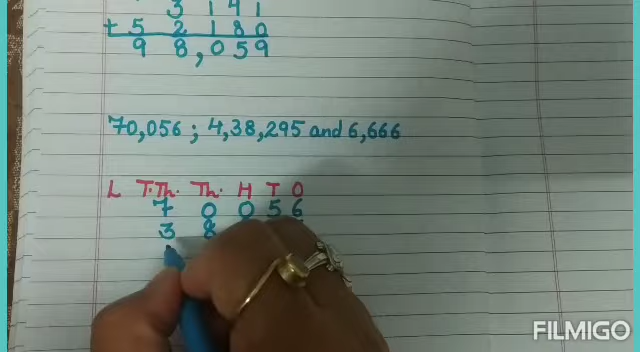 3 1 4 1
+ 5 2 1 8 0
9 8,0 5 9
70,056 ; 4,38,295 and 6,666
L T.Th. Th. H T O
7 0 0 5 6
3 8
FILMIGO